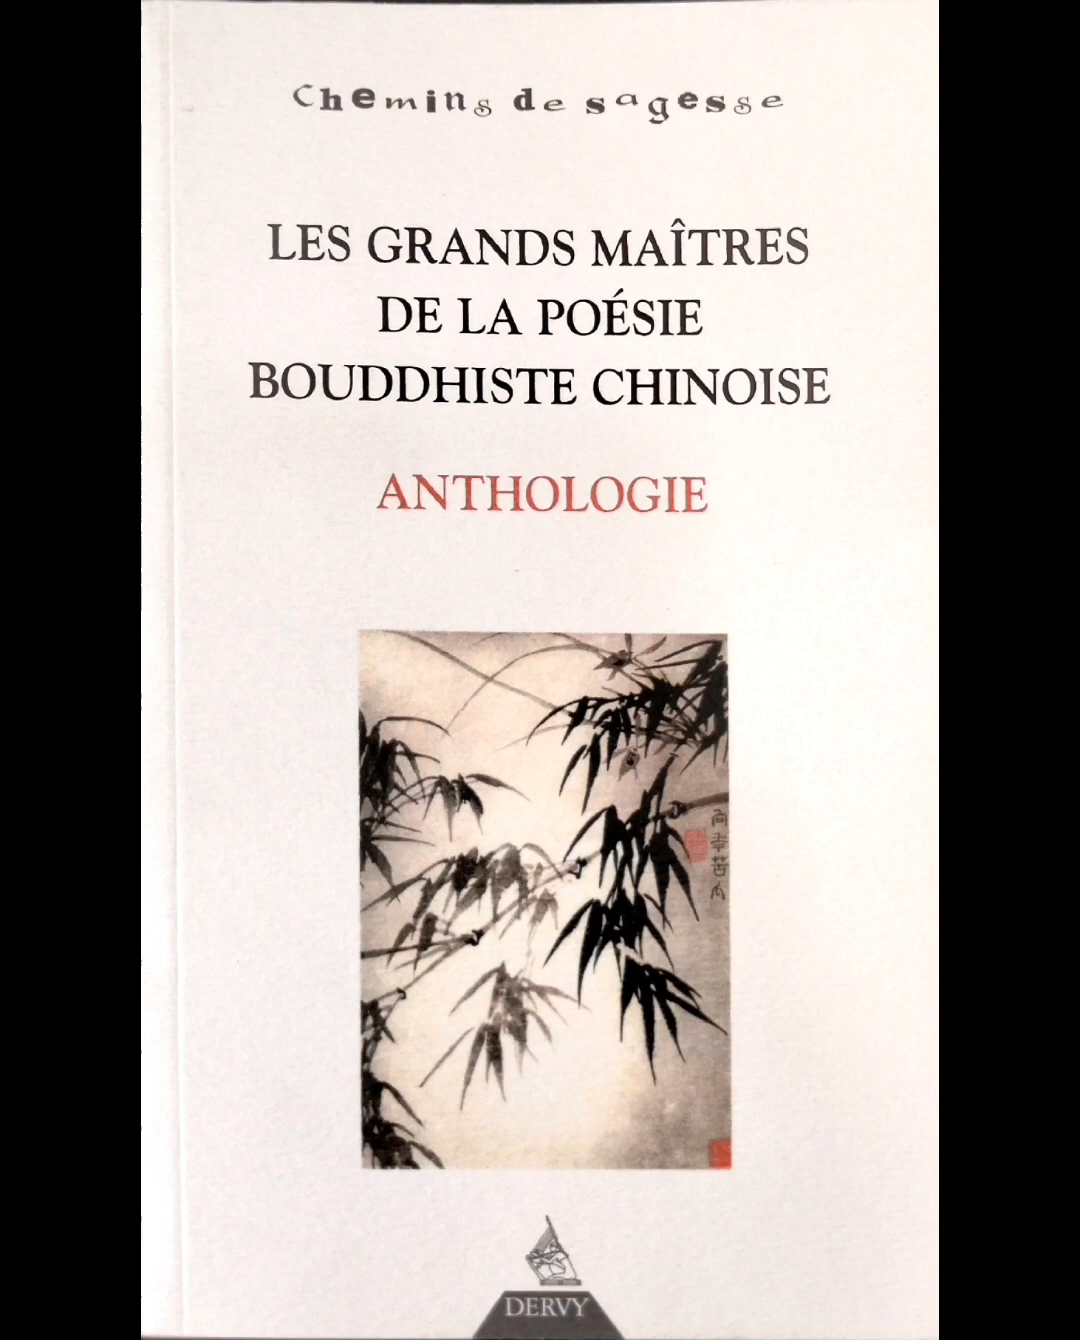 Chemins de sagesse
LES GRANDS MAÎTRES
DE LA POÉSIE
BOUDDHISTE CHINOISE
ANTHOLOGIE
DERVY